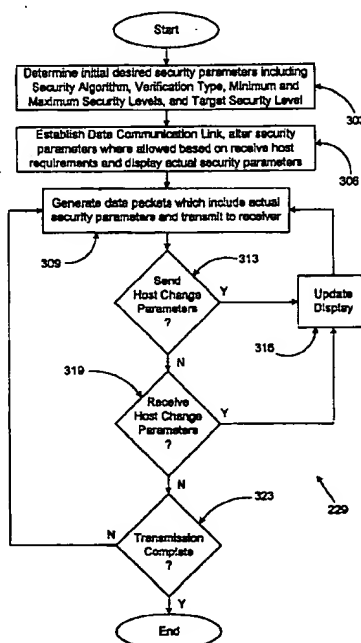 Start
Determine initial desired security parameters including
Security Algorithm, Verification Type, Minimum and
Maximum Security Levels, and Target Security Level
303
Establish Data Communication Link, alter security
parameters where allowed based on receive host
requirements and display actual security parameters
306
Generate data packets which include actual
security parameters and transmit to receiver
309
313
Send
Host Change
Parameters
?
Y
Update
Display
316
N
319
Receive
Host Change
Parameters
?
Y
N
323
229
N
Transmission
Complete
?
Y
End